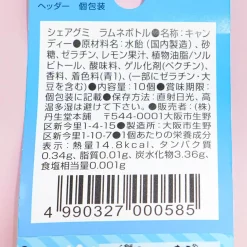 ヘッダー 個包装
シェアグミ ラムネボトル●名称:キャン
ディー●原材料名:水飴(国内製造)、砂
糖、ゼラチン、レモン果汁、植物油脂/ソル
ビトール、酸味料、ゲル化剤(ペクチン)、
香料、着色料(青1)、(一部にゼラチン・大
豆を含む)●内容量:10個●賞味期限:
個包装に記載●保存方法:直射日光、高
温多湿は避けて下さい。●販売者:(株)
丹生堂本舗 〒544-0001大阪市生野
区新今里1-4-15●製造所:大阪市生野
区新今里1-15-27●1個あたりの栄養成分
表示:熱量14.8kcal、タンパク質
0.34g、脂質0.01g、炭水化物3.36g、
食塩相当量0.001g
4 990327 000585